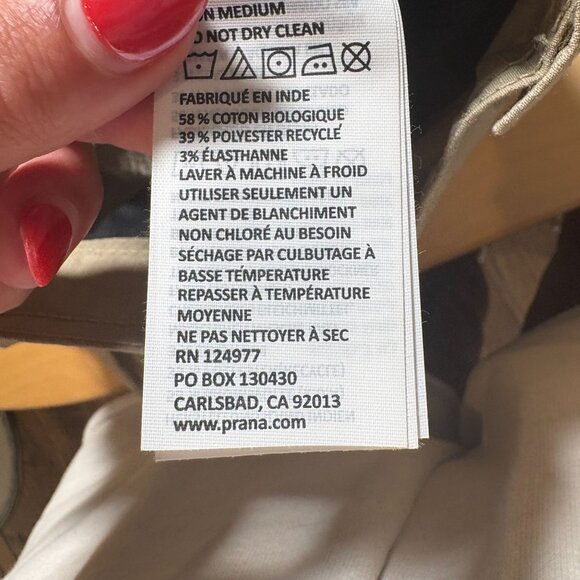 ON MEDIUM
NOT DRY CLEAN
FABRIQUÉ EN INDE
58 % COTON BIOLOGIQUE
39 % POLYESTER RECYCLÉ
3% ÉLASTHANNE
LAVER À MACHINE À FROID
UTILISER SEULEMENT UN
AGENT DE BLANCHIMENT
NON CHLORÉ AU BESOIN
SÉCHAGE PAR CULBUTAGE À
BASSE TEMPÉRATURE
REPASSER À TEMPÉRATURE
MOYENNE
NE PAS NETTOYER À SEC
RN 124977
PO BOX 130430
CARLSBAD, CA 92013
www.prana.com